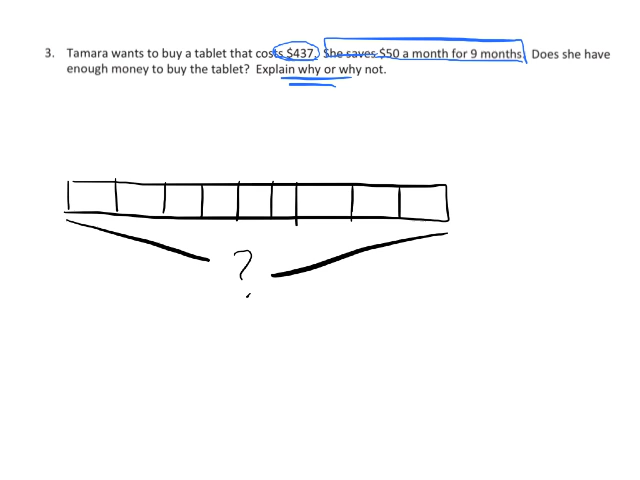 3. Tamara wants to buy a tablet that costs $437. She saves $50 a month for 9 months. Does she have
enough money to buy the tablet? Explain why or why not.
?